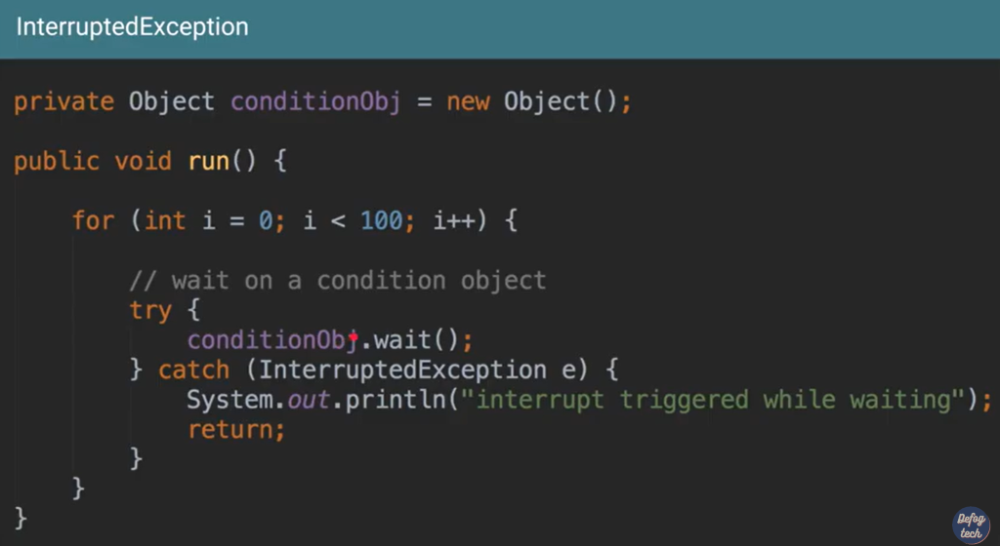 InterruptedException
private Object conditionObj = new Object();
public void run() {
for (int i = 0; i < 100; i++) {
// wait on a condition object
try {
conditionObj.wait();
} catch (InterruptedException e) {
System.out.println("interrupt triggered while waiting");
return;
}
}
}
Defog
tech